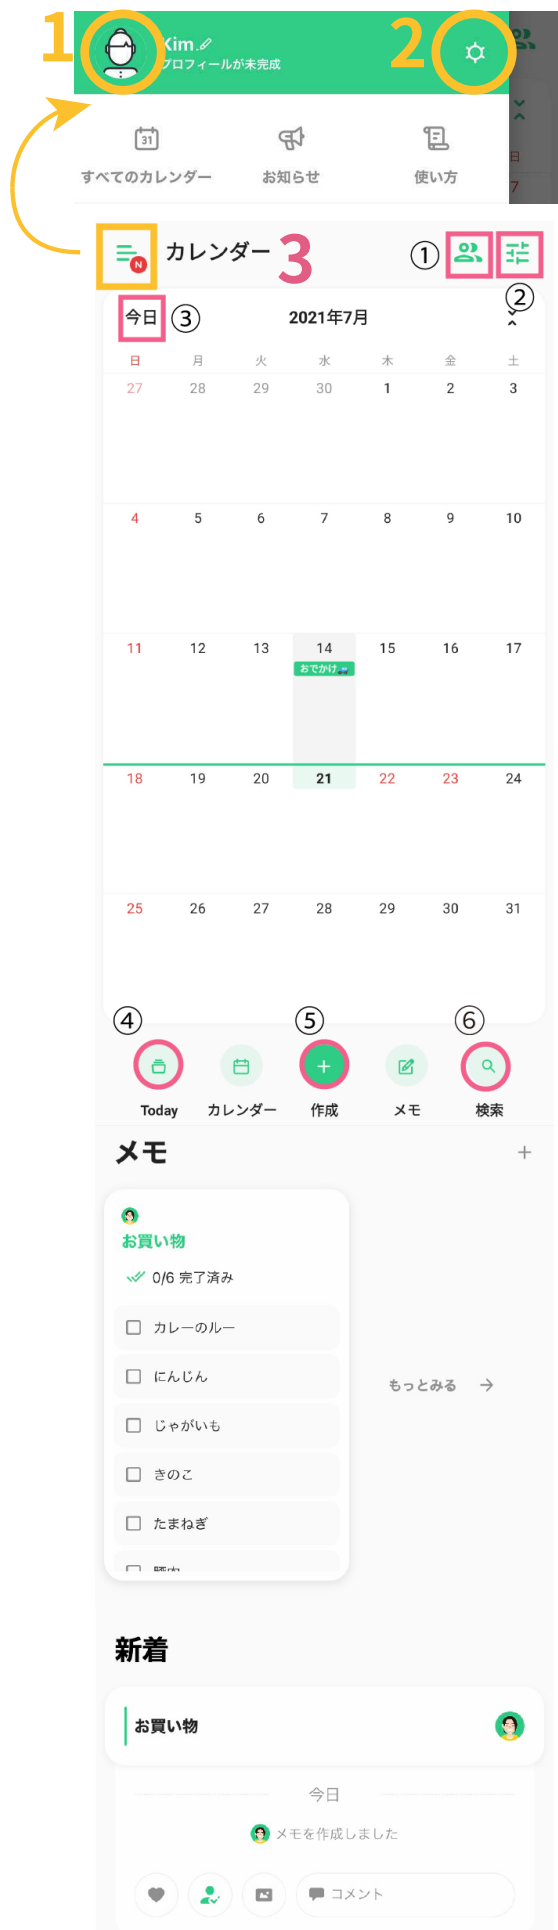 1
Kim
2
プロフィールが未完成
31
すべてのカレンダー お知らせ 使い方
日
7
N
カレンダー 3 ① ②
今日 ③ 2021年7月
日 月 火 水 木 金 土
27 28 29 30 1 2 3
4 5 6 7 8 9 10
11 12 13 14 15 16 17
おでかけ🚙
18 19 20 21 22 23 24
25 26 27 28 29 30 31
④ ⑤ ⑥
Today カレンダー 作成 メモ 検索
メモ +
お買い物
0/6 完了済み
カレーのルー
にんじん
もっとみる →
じゃがいも
きのこ
たまねぎ
新着
お買い物
今日
メモを作成しました
コメント